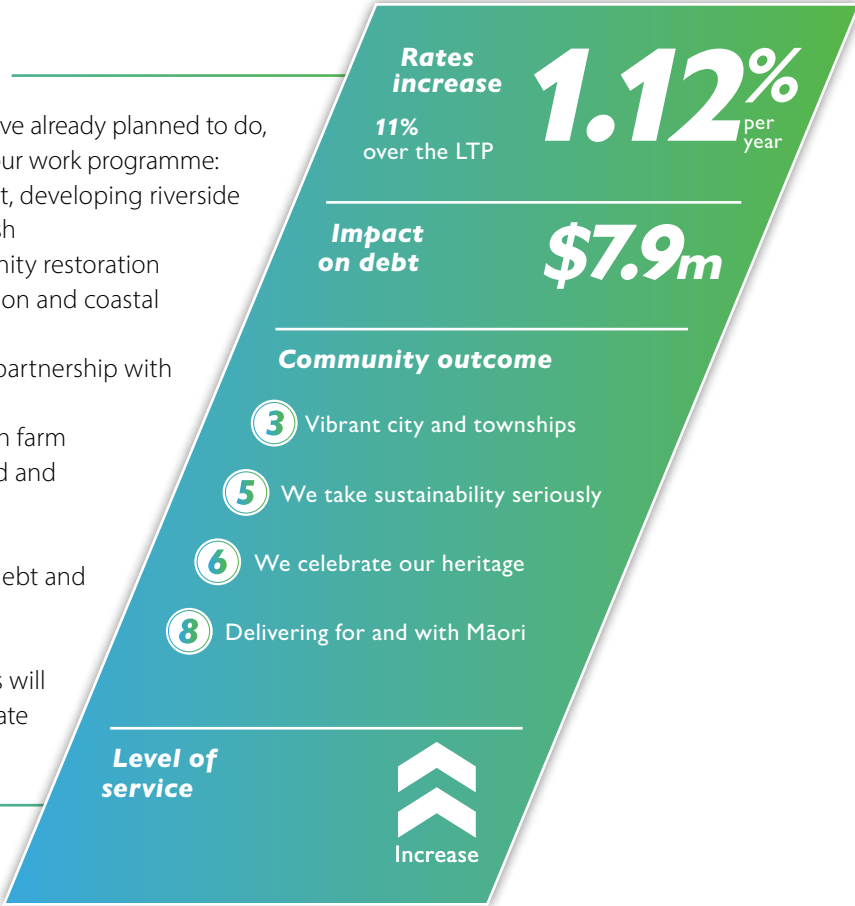 ve already planned to do,
ur work programme:
t, developing riverside
sh
nity restoration
on and coastal
partnership with
n farm
d and
ebt and
s will
ate
Rates
increase
11%
over the LTP
1.12%
per
year
Impact
on debt
$7.9m
Community outcome
3 Vibrant city and townships
5 We take sustainability seriously
6 We celebrate our heritage
8 Delivering for and with Māori
Level of
service
Increase